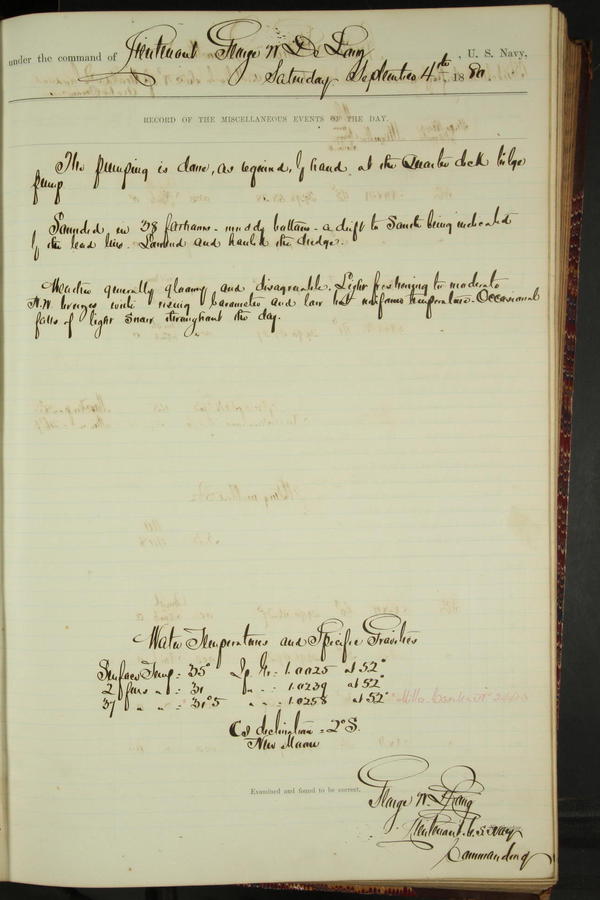 under the command of Lieutenant George W. De Long, U. S. Navy,
Saturday September 4th, 1880.
RECORD OF THE MISCELLANEOUS EVENTS OF THE DAY.
The pumping is done, as required, by hand at the Quarter deck bilge
pump
Sounded in 38 fathoms - muddy bottom - a drift to South being indicated
by the lead line. Lowered and hauled the dredge.
Weather generally gloomy and disagreeable. Light freshening to moderate
N.W. breezes with rising barometer and low but uniform temperature. Occasional
falls of light snow throughout the day.
Water Temperatures and Specific Gravities
Surface Temp = 35° Sp. Gr. = 1.0025 at 52°
2 fms " = 31 " " = 1.0239 at 52°
37 " " = 31°.5 " " = 1.0258 at 52°
declination = 2° S.
New Moon
Examined and found to be correct.
George W. De Long
Lieutenant U.S. Navy
Commanding